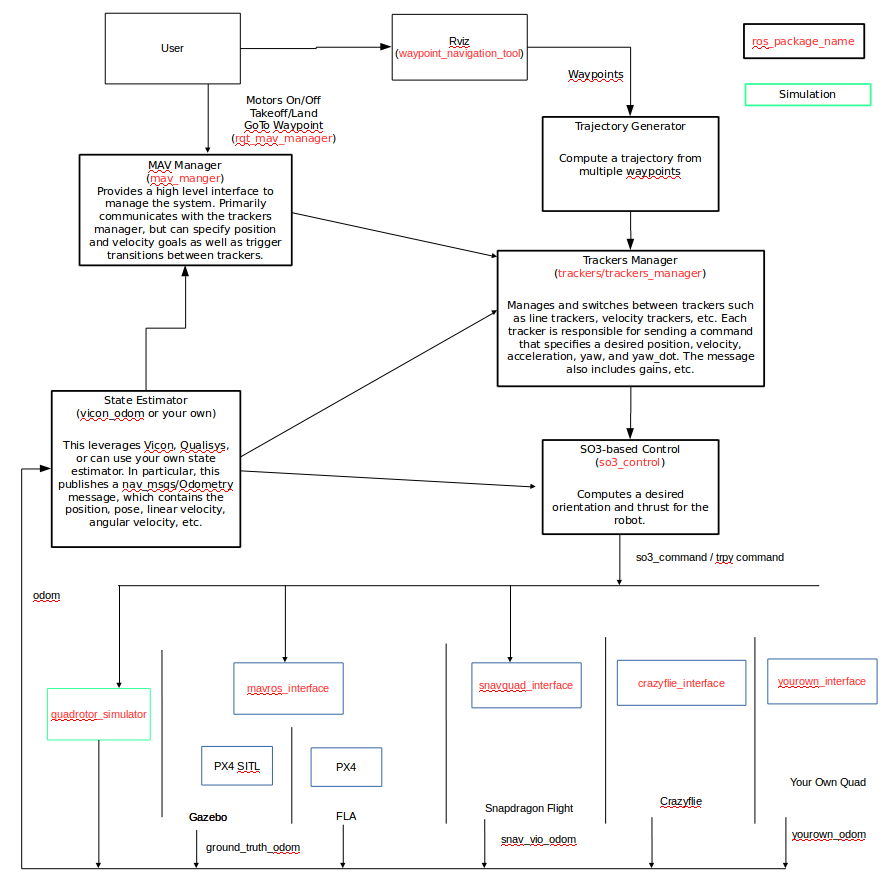 User
Rviz
(waypoint_navigation_tool)
ros_package_name
Simulation
Waypoints
Motors On/Off
Takeoff/Land
GoTo Waypoint
(rqt_mav_manager)
Trajectory Generator
Compute a trajectory from
multiple waypoints
MAV Manager
(mav_manger)
Provides a high level interface to
manage the system. Primarily
communicates with the trackers
manager, but can specify position
and velocity goals as well as trigger
transitions between trackers.
Trackers Manager
(trackers/trackers_manager)
Manages and switches between trackers such
as line trackers, velocity trackers, etc. Each
tracker is responsible for sending a command
that specifies a desired position, velocity,
acceleration, yaw, and yaw_dot. The message
also includes gains, etc.
State Estimator
(vicon_odom or your own)
This leverages Vicon, Qualisys,
or can use your own state
estimator. In particular, this
publishes a nav_msgs/Odometry
message, which contains the
position, pose, linear velocity,
angular velocity, etc.
SO3-based Control
(so3_control)
Computes a desired
orientation and thrust for the
robot.
so3_command / trpy command
odom
quadrotor_simulator
mavros_interface
snavquad_interface
crazyflie_interface
yourown_interface
PX4 SITL
PX4
Gazebo
FLA
Snapdragon Flight
Crazyflie
Your Own Quad
ground_truth_odom
snav_vio_odom
yourown_odom